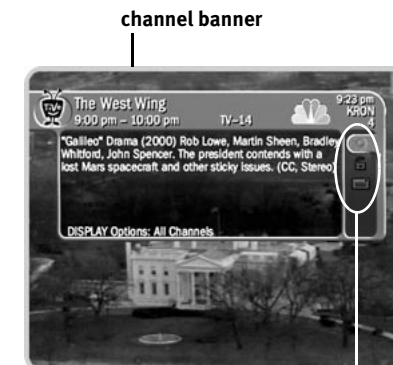 channel banner
TiVo
The West Wing
9:00 pm – 10:00 pm TV-14
9:23 pm
KRON
4
"Galileo" Drama (2000) Rob Lowe, Martin Sheen, Bradley
Whitford, John Spencer. The president contends with a
lost Mars spacecraft and other sticky issues. (CC, Stereo)
DISPLAY Options: All Channels